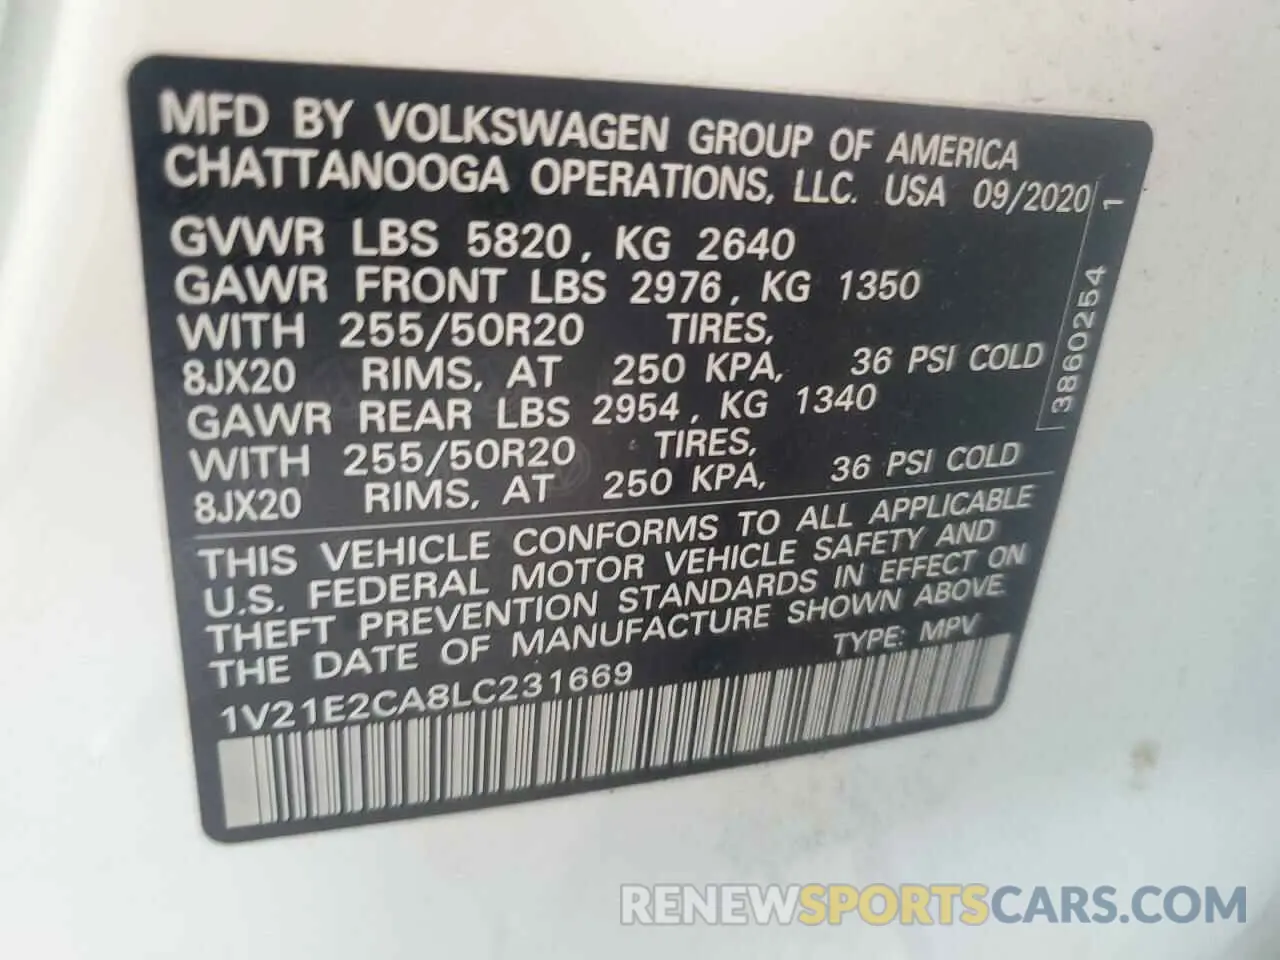 MFD BY VOLKSWAGEN GROUP OF AMERICA
CHATTANOOGA OPERATIONS, LLC. USA 09/2020
GVWR LBS 5820, KG 2640
GAWR FRONT LBS 2976, KG 1350
WITH 255/50R20 TIRES,
8JX20 RIMS, AT 250 KPA, 36 PSI COLD
GAWR REAR LBS 2954, KG 1340
WITH 255/50R20 TIRES,
8JX20 RIMS, AT 250 KPA, 36 PSI COLD
THIS VEHICLE CONFORMS TO ALL APPLICABLE
U.S. FEDERAL MOTOR VEHICLE SAFETY AND
THEFT PREVENTION STANDARDS IN EFFECT ON
THE DATE OF MANUFACTURE SHOWN ABOVE.
1V21E2CA8LC231669 TYPE: MPV
3860254 1
RENEWSPORTSCARS.COM